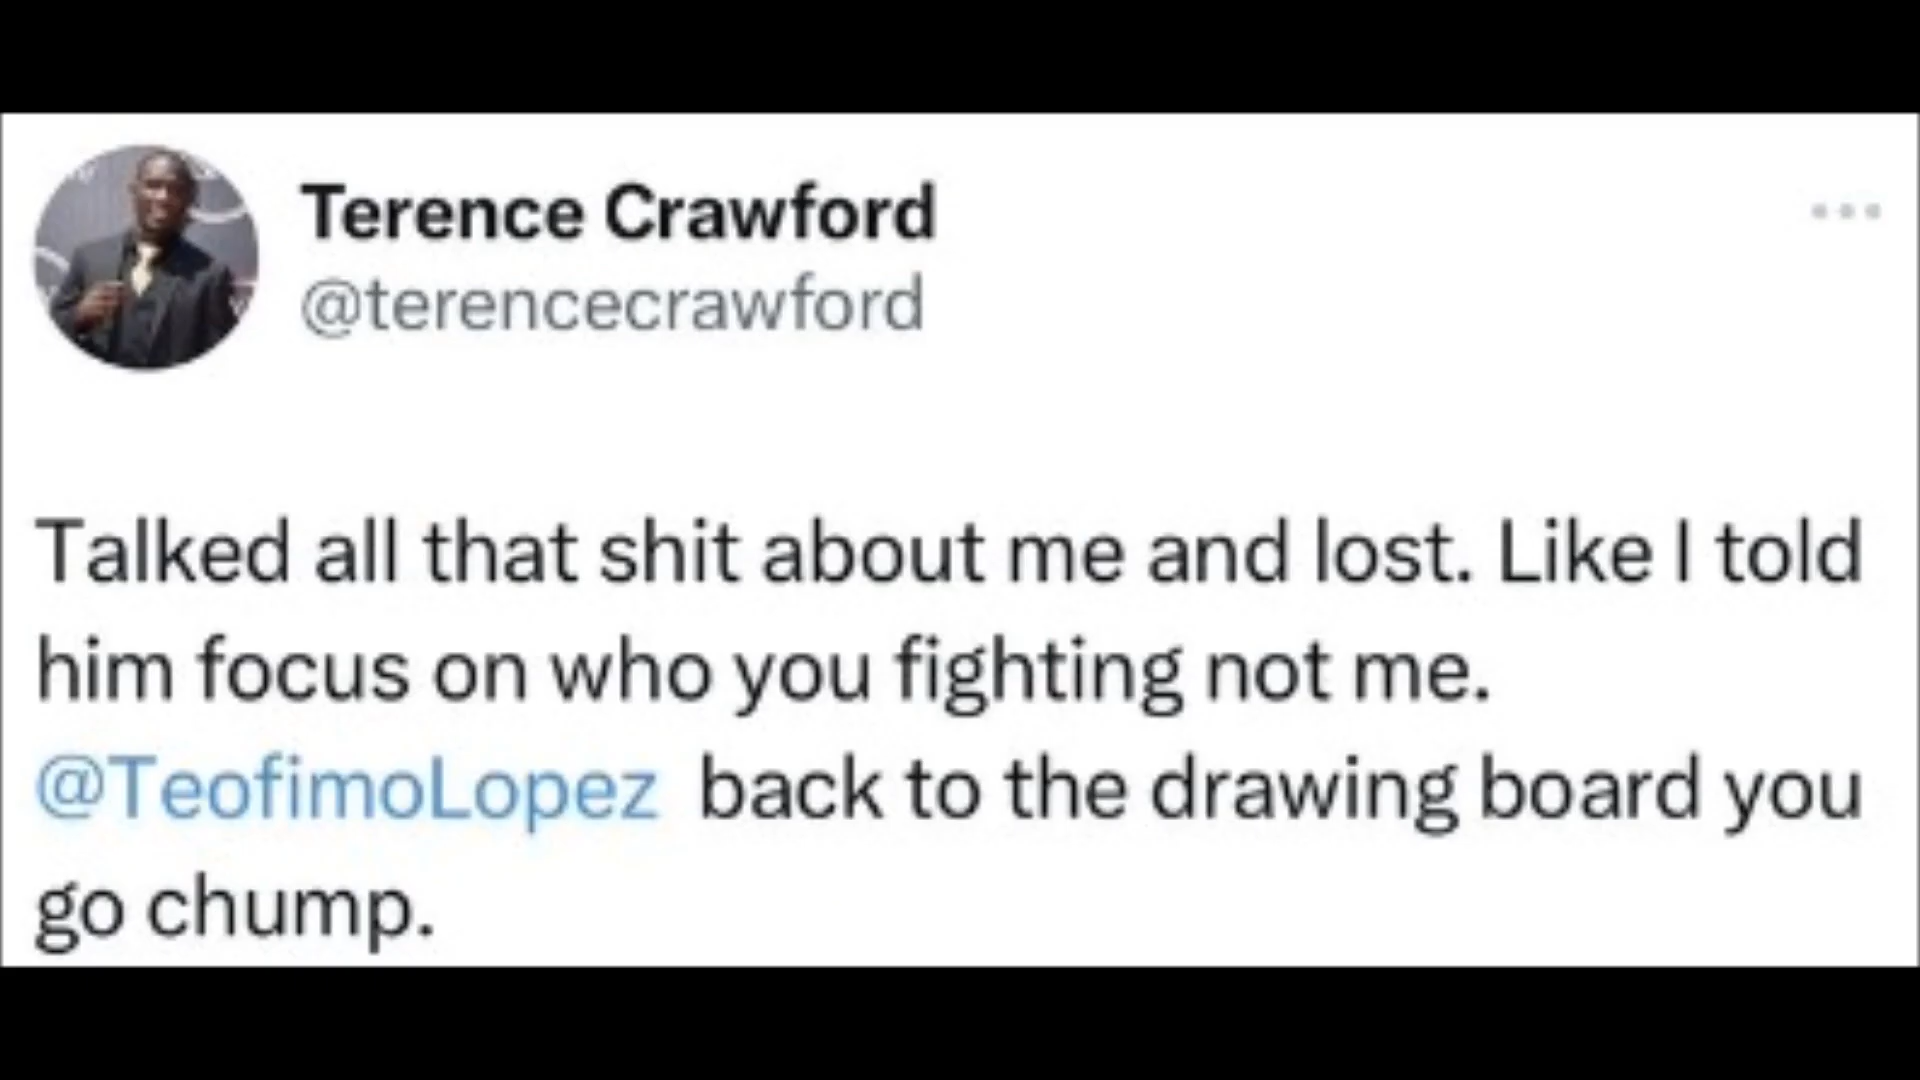 Terence Crawford
@terencecrawford
Talked all that shit about me and lost. Like I told
him focus on who you fighting not me.
@TeofimoLopez back to the drawing board you
go chump.